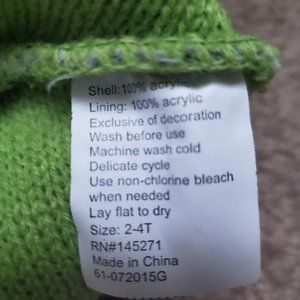 Shell:100% acrylic
Lining: 100% acrylic
Exclusive of decoration
Wash before use
Machine wash cold
Delicate cycle
Use non-chlorine bleach
when needed
Lay flat to dry
Size: 2-4T
RN#145271
Made in China
61-072015G